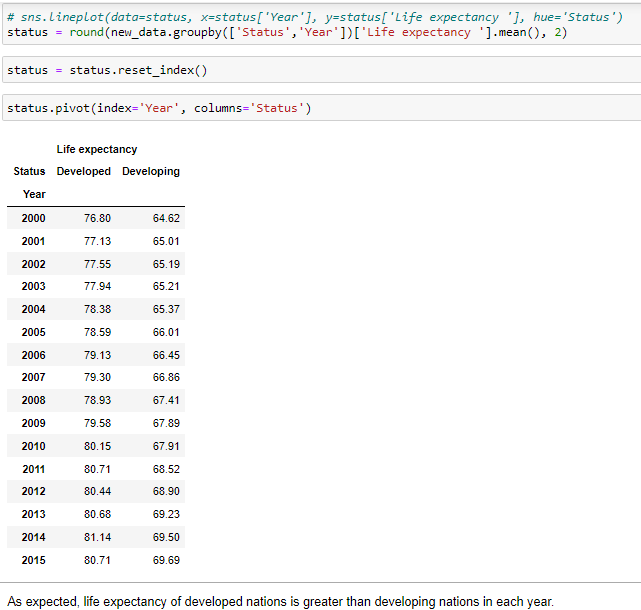 # sns.lineplot(data=status, x=status['Year'], y=status['Life expectancy '], hue='Status')
status = round(new_data.groupby(['Status','Year'])['Life expectancy '].mean(), 2)
status = status.reset_index()
status.pivot(index='Year', columns='Status')
Life expectancy
Status Developed Developing
Year
2000 76.80 64.62
2001 77.13 65.01
2002 77.55 65.19
2003 77.94 65.21
2004 78.38 65.37
2005 78.59 66.01
2006 79.13 66.45
2007 79.30 66.86
2008 78.93 67.41
2009 79.58 67.89
2010 80.15 67.91
2011 80.71 68.52
2012 80.44 68.90
2013 80.68 69.23
2014 81.14 69.50
2015 80.71 69.69
As expected, life expectancy of developed nations is greater than developing nations in each year.